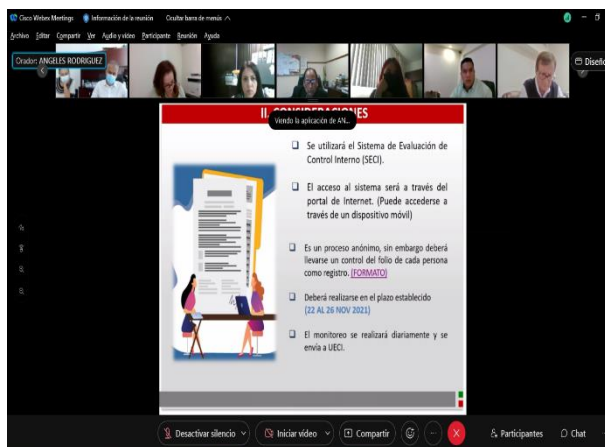 Cisco Webex Meetings Información de la reunión Ocultar barra de menús
Archivo Editar Compartir Ver Audio y vídeo Participante Reunión Ayuda
Orador: ANGELES RODRIGUEZ
Diseño
II. CONSIDERACIONES
Viendo la aplicación de AN...
Se utilizará el Sistema de Evaluación de
Control Interno (SECI).
El acceso al sistema será a través del
portal de Internet. (Puede accederse a
través de un dispositivo móvil)
Es un proceso anónimo, sin embargo deberá
llevarse un control del folio de cada persona
como registro. (FORMATO)
Deberá realizarse en el plazo establecido
(22 AL 26 NOV 2021)
El monitoreo se realizará diariamente y se
envía a UECI.
Desactivar silencio Iniciar vídeo Compartir Participantes Chat